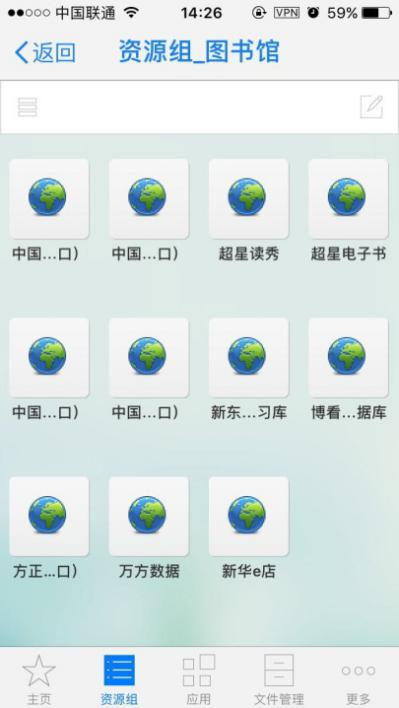 中国联通 14:26 VPN 59%
返回 资源组_图书馆
中国...口） 中国...口） 超星读秀 超星电子书
中国...口） 中国...口） 新东...习库 博看...据库
方正...口） 万方数据 新华e店
主页 资源组 应用 文件管理 更多